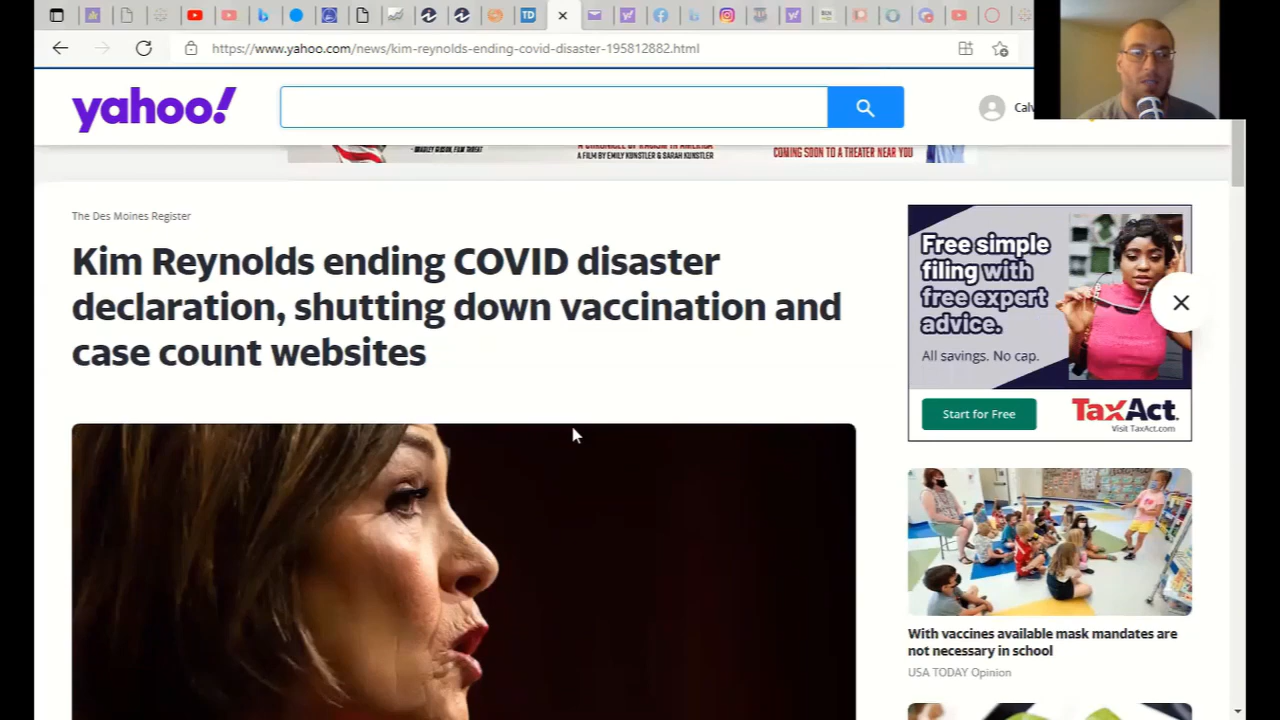 TD
https://www.yahoo.com/news/kim-reynolds-ending-covid-disaster-195812882.html
yahoo!
A FILM BY EMILY KUNSTLER & SARAH KUNSTLER
COMING SOON TO A THEATER NEAR YOU
The Des Moines Register
Kim Reynolds ending COVID disaster
declaration, shutting down vaccination and
case count websites
Free simple
filing with
free expert
advice.
All savings. No cap.
Start for Free
TaxAct.
Visit TaxAct.com
With vaccines available mask mandates are
not necessary in school
USA TODAY Opinion